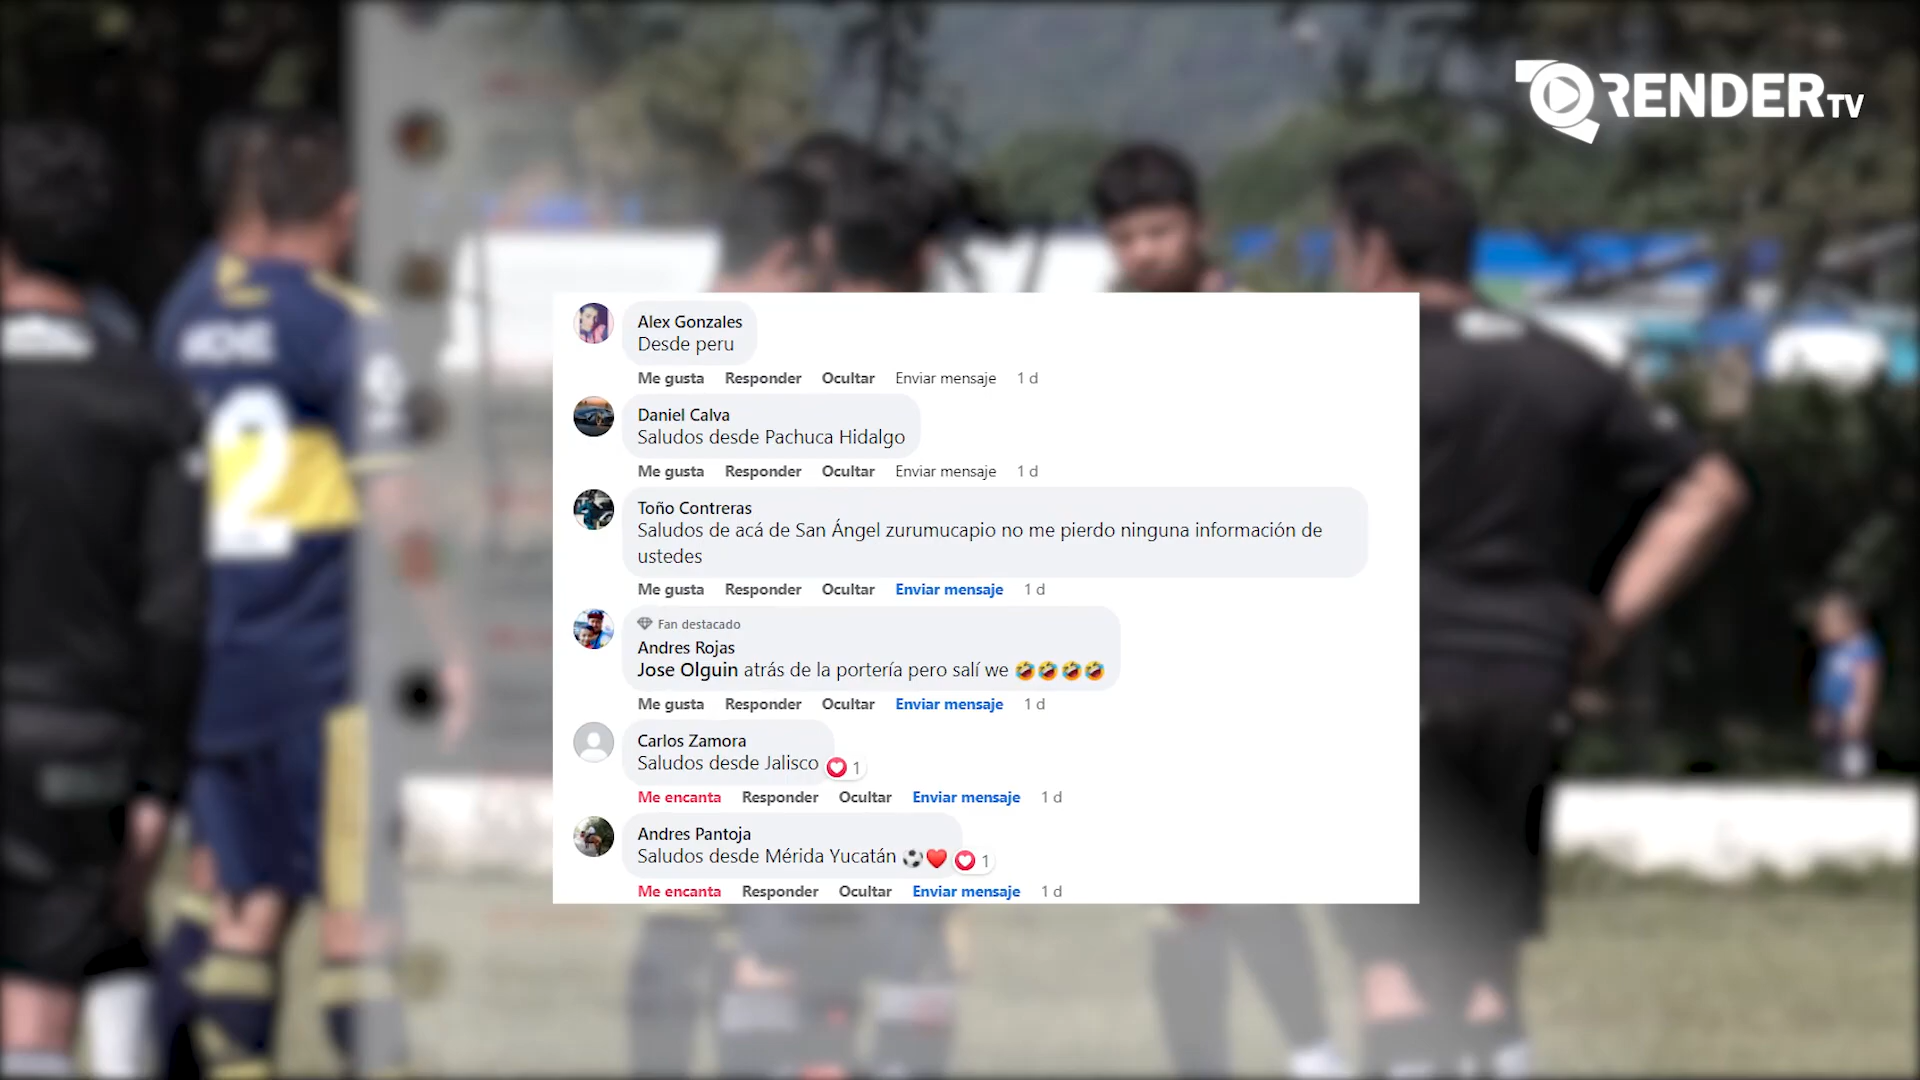 RENDER TV
Alex Gonzales
Desde peru
Me gusta Responder Ocultar Enviar mensaje 1 d
Daniel Calva
Saludos desde Pachuca Hidalgo
Me gusta Responder Ocultar Enviar mensaje 1 d
Toño Contreras
Saludos de acá de San Ángel zurumucapio no me pierdo ninguna información de
ustedes
Me gusta Responder Ocultar Enviar mensaje 1 d
Fan destacado
Andres Rojas
Jose Olguin atrás de la portería pero salí we 🤣🤣🤣🤣
Me gusta Responder Ocultar Enviar mensaje 1 d
Carlos Zamora
Saludos desde Jalisco 1
Me encanta Responder Ocultar Enviar mensaje 1 d
Andres Pantoja
Saludos desde Mérida Yucatán ⚽❤️ 1
Me encanta Responder Ocultar Enviar mensaje 1 d
2